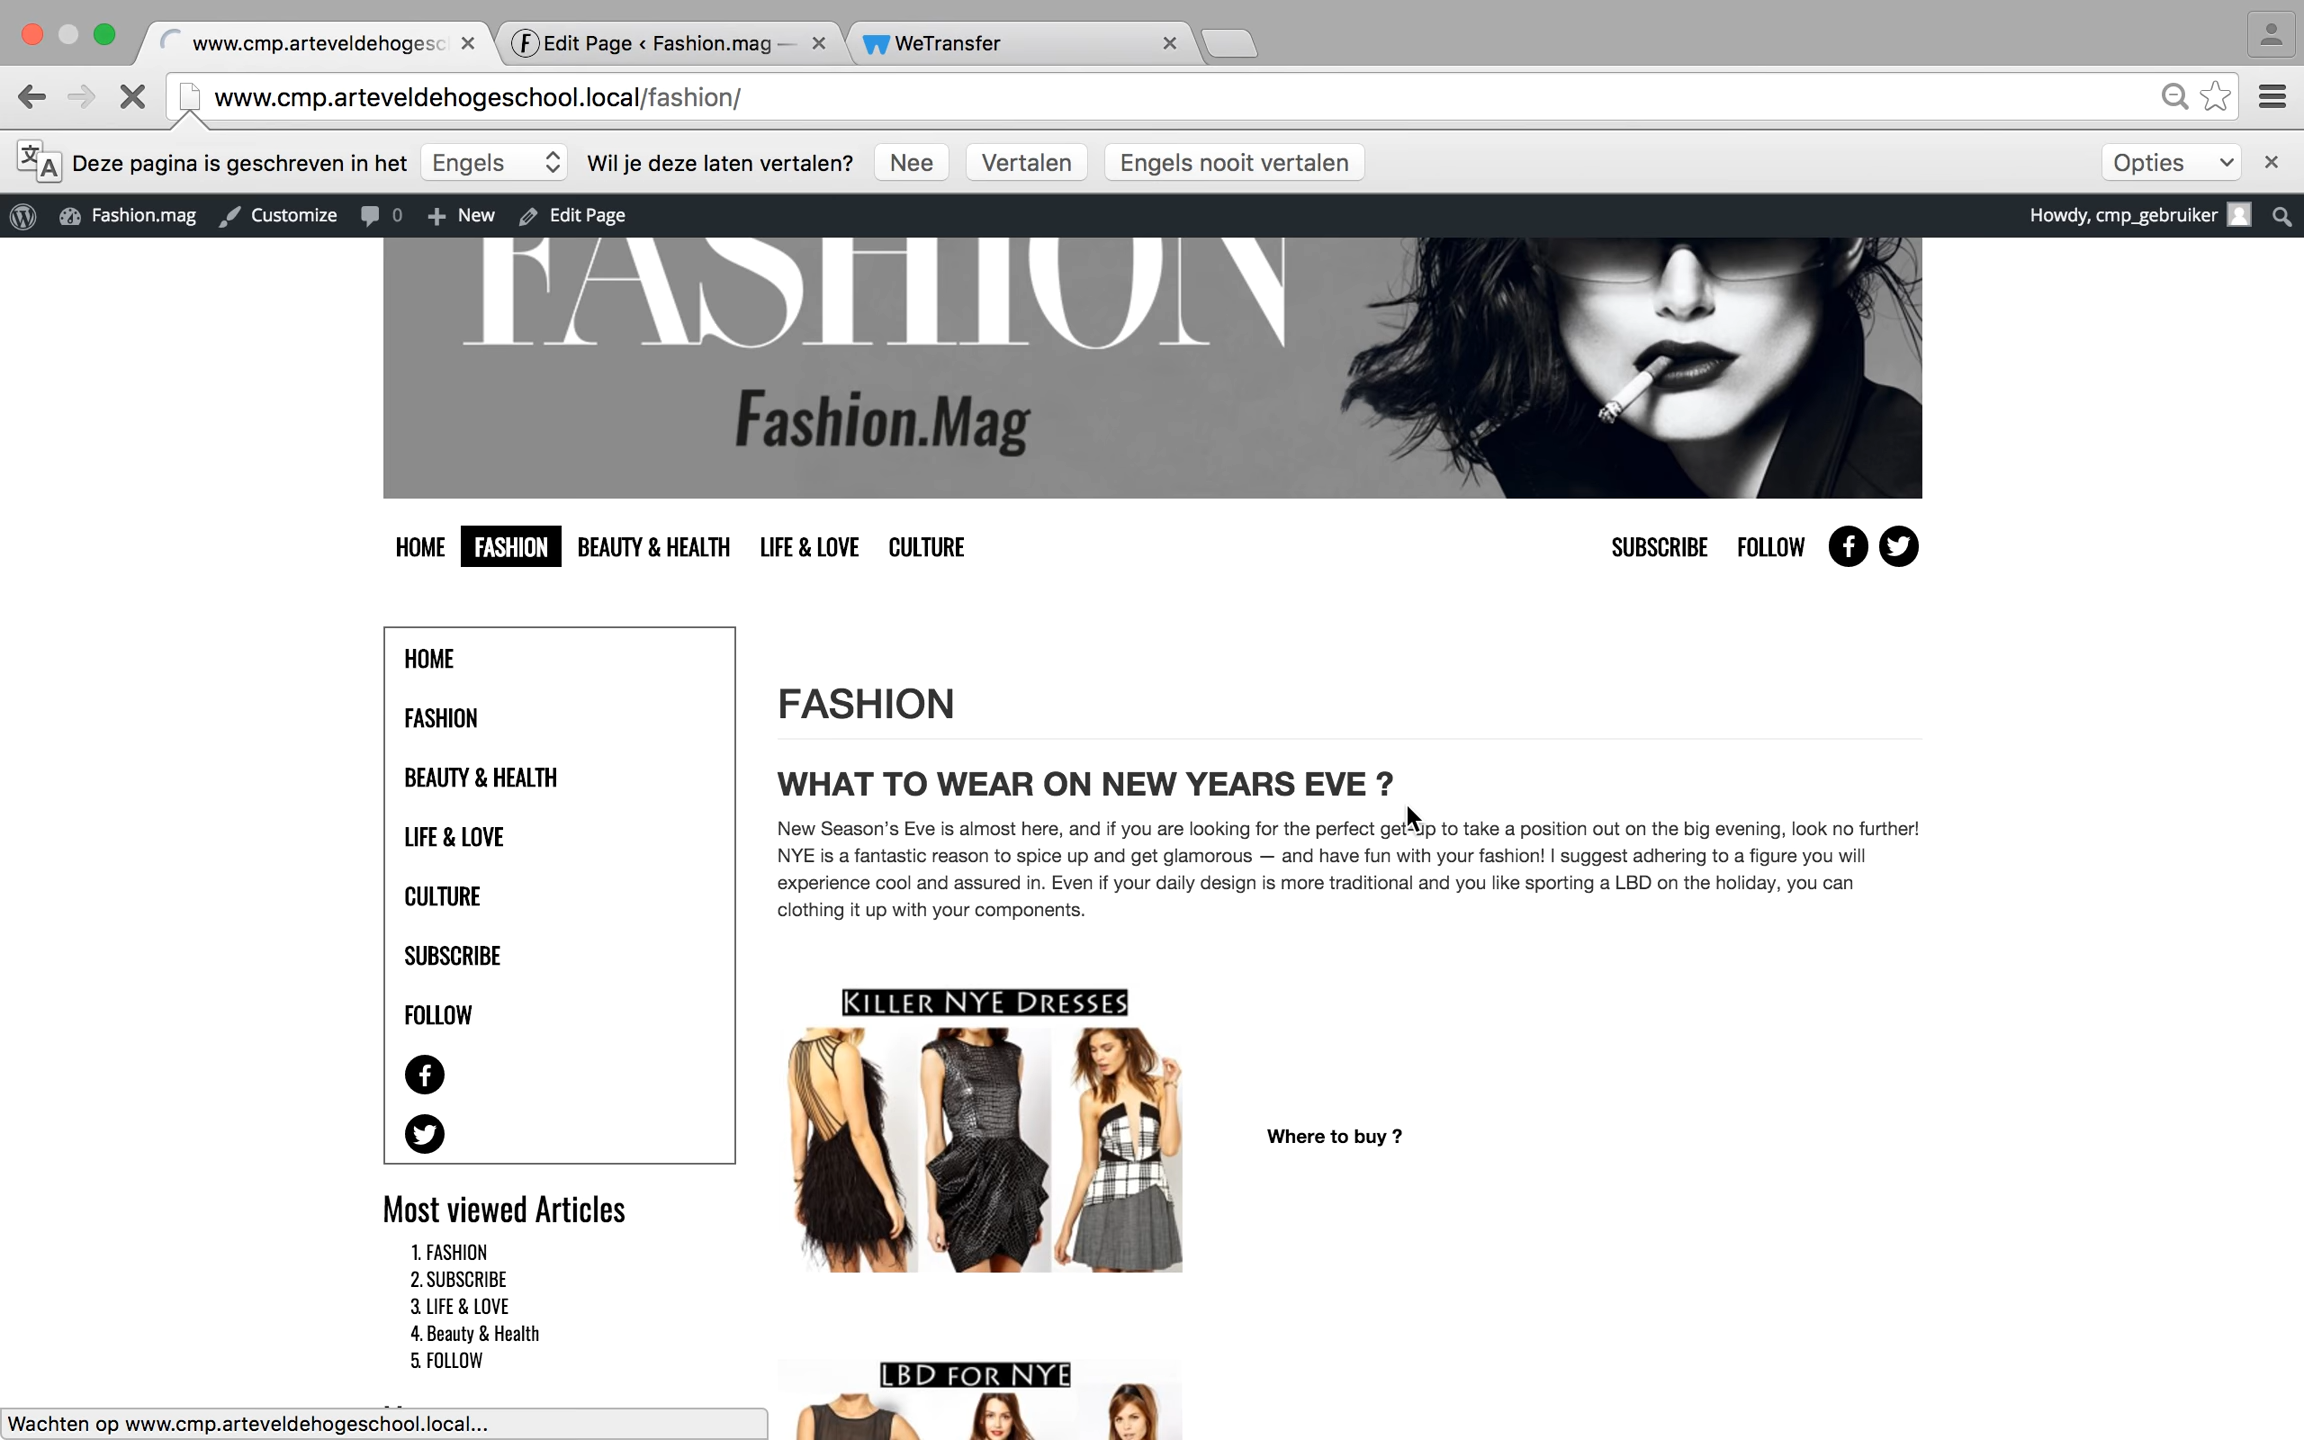 www.cmp.arteveldehogesc
Edit Page ‹ Fashion.mag —
WeTransfer
www.cmp.arteveldehogeschool.local/fashion/
Deze pagina is geschreven in het Engels Wil je deze laten vertalen? Nee Vertalen Engels nooit vertalen Opties
Fashion.mag Customize 0 New Edit Page Howdy, cmp_gebruiker
FASHION
Fashion.Mag
HOME FASHION BEAUTY & HEALTH LIFE & LOVE CULTURE SUBSCRIBE FOLLOW
HOME
FASHION
BEAUTY & HEALTH
LIFE & LOVE
CULTURE
SUBSCRIBE
FOLLOW
Most viewed Articles
1. FASHION
2. SUBSCRIBE
3. LIFE & LOVE
4. Beauty & Health
5. FOLLOW
FASHION
WHAT TO WEAR ON NEW YEARS EVE ?
New Season's Eve is almost here, and if you are looking for the perfect get-up to take a position out on the big evening, look no further!
NYE is a fantastic reason to spice up and get glamorous — and have fun with your fashion! I suggest adhering to a figure you will
experience cool and assured in. Even if your daily design is more traditional and you like sporting a LBD on the holiday, you can
clothing it up with your components.
KILLER NYE DRESSES
Where to buy ?
LBD FOR NYE
Wachten op www.cmp.arteveldehogeschool.local...